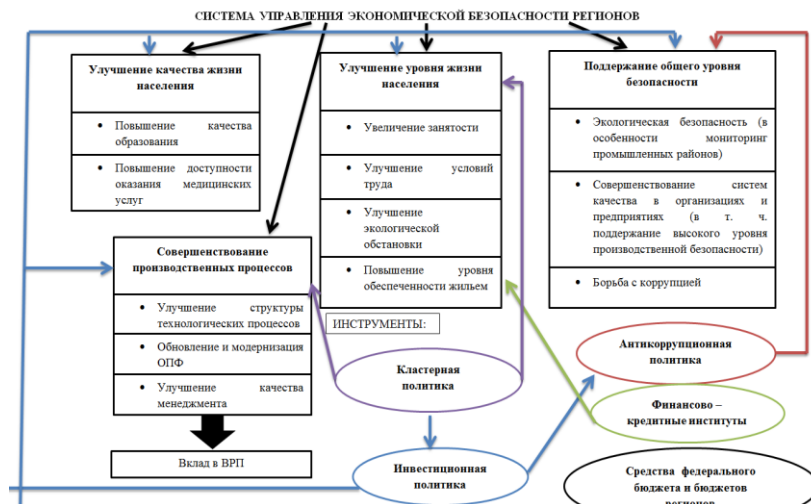 СИСТЕМА УПРАВЛЕНИЯ ЭКОНОМИЧЕСКОЙ БЕЗОПАСНОСТИ РЕГИОНОВ
Улучшение качества жизни
населения
• Повышение качества
образования
• Повышение доступности
оказания медицинских
услуг
Улучшение уровня жизни
населения
• Увеличение занятости
• Улучшение условий
труда
• Улучшение
экологической
обстановки
• Повышение уровня
обеспеченности жильем
Поддержание общего уровня
безопасности
• Экологическая безопасность (в
особенности мониторинг
промышленных районов)
• Совершенствование систем
качества в организациях и
предприятиях (в т. ч.
поддержание высокого уровня
производственной безопасности)
• Борьба с коррупцией
Совершенствование
производственных процессов
• Улучшение структуры
технологических процессов
• Обновление и модернизация
ОПФ
• Улучшение качества
менеджмента
Вклад в ВРП
ИНСТРУМЕНТЫ:
Кластерная
политика
Инвестиционная
политика
Антикоррупционная
политика
Финансово –
кредитные институты
Средства федерального
бюджета и бюджетов
регионов